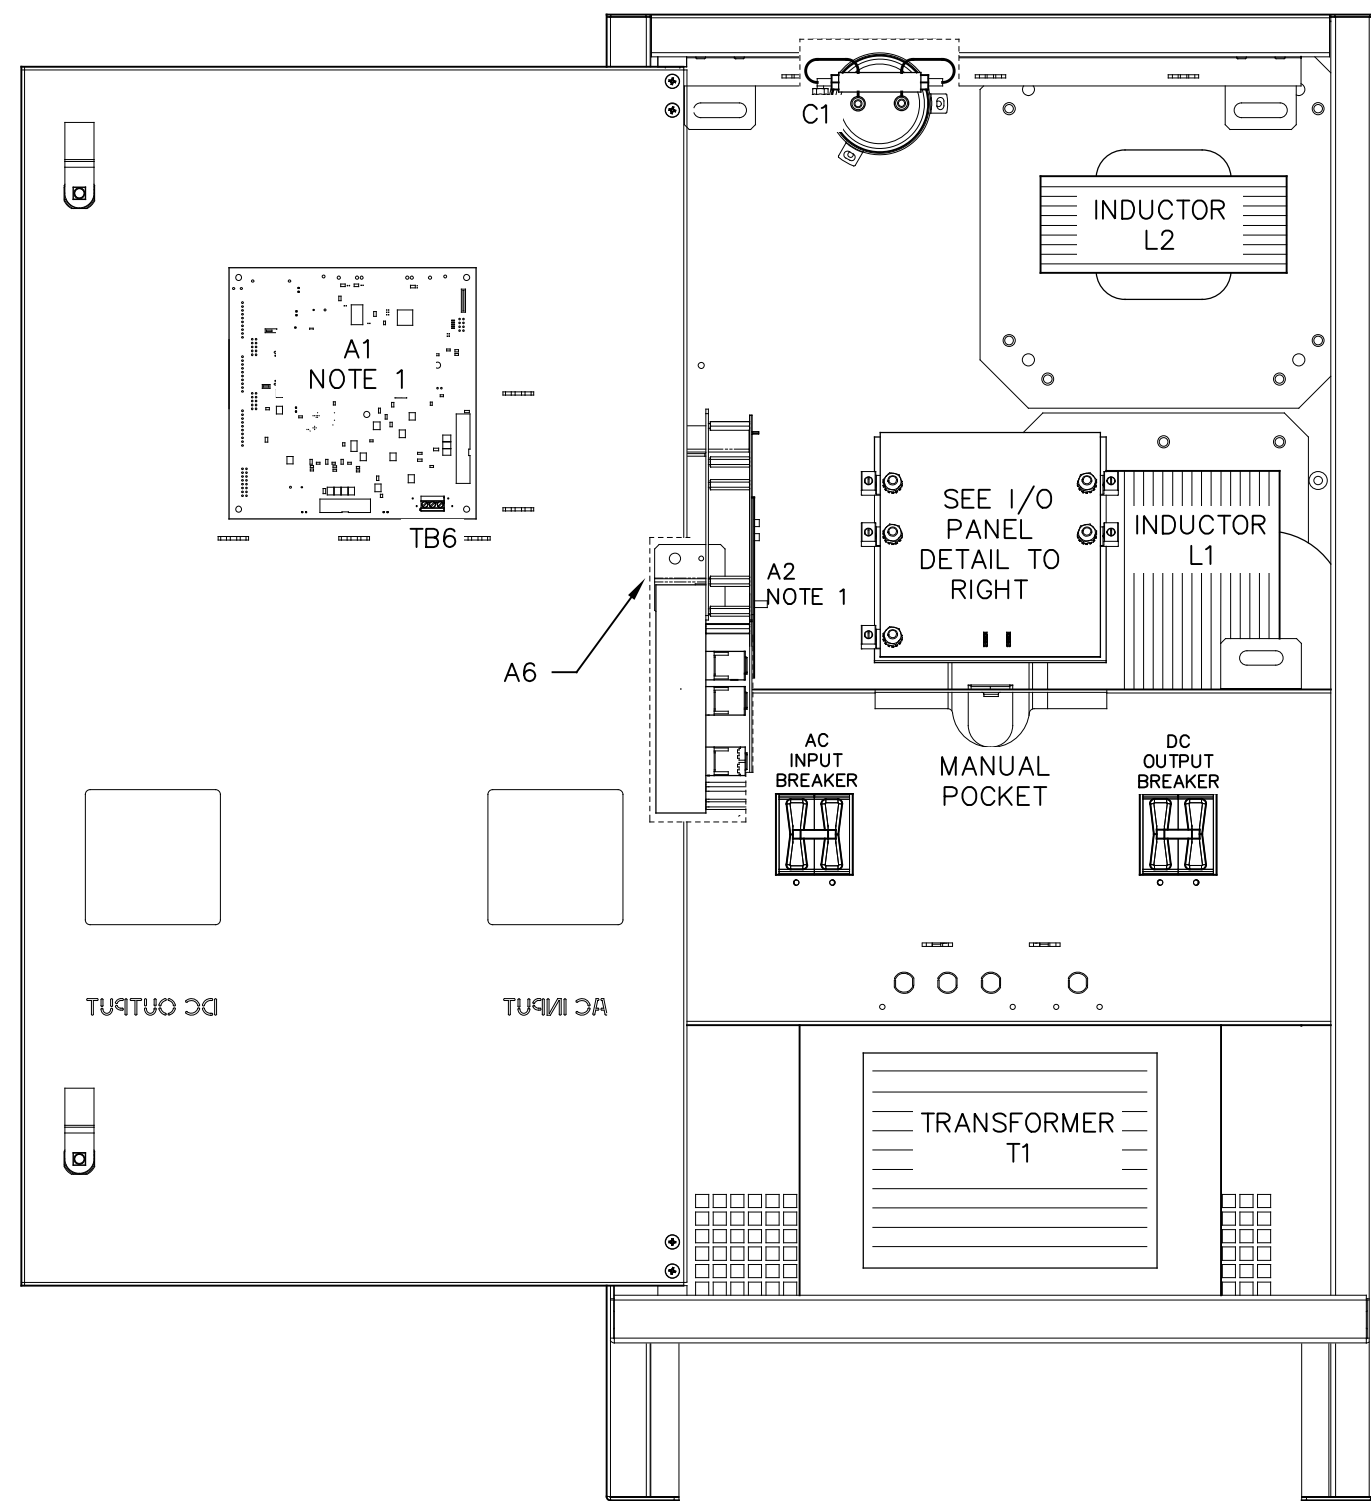 C1
INDUCTOR
L2
A1
NOTE 1
SEE I/O
PANEL
DETAIL TO
RIGHT
INDUCTOR
L1
TB6
A2
NOTE 1
A6
AC
INPUT
BREAKER
MANUAL
POCKET
DC
OUTPUT
BREAKER
DC OUTPUT
AC INPUT
TRANSFORMER
T1